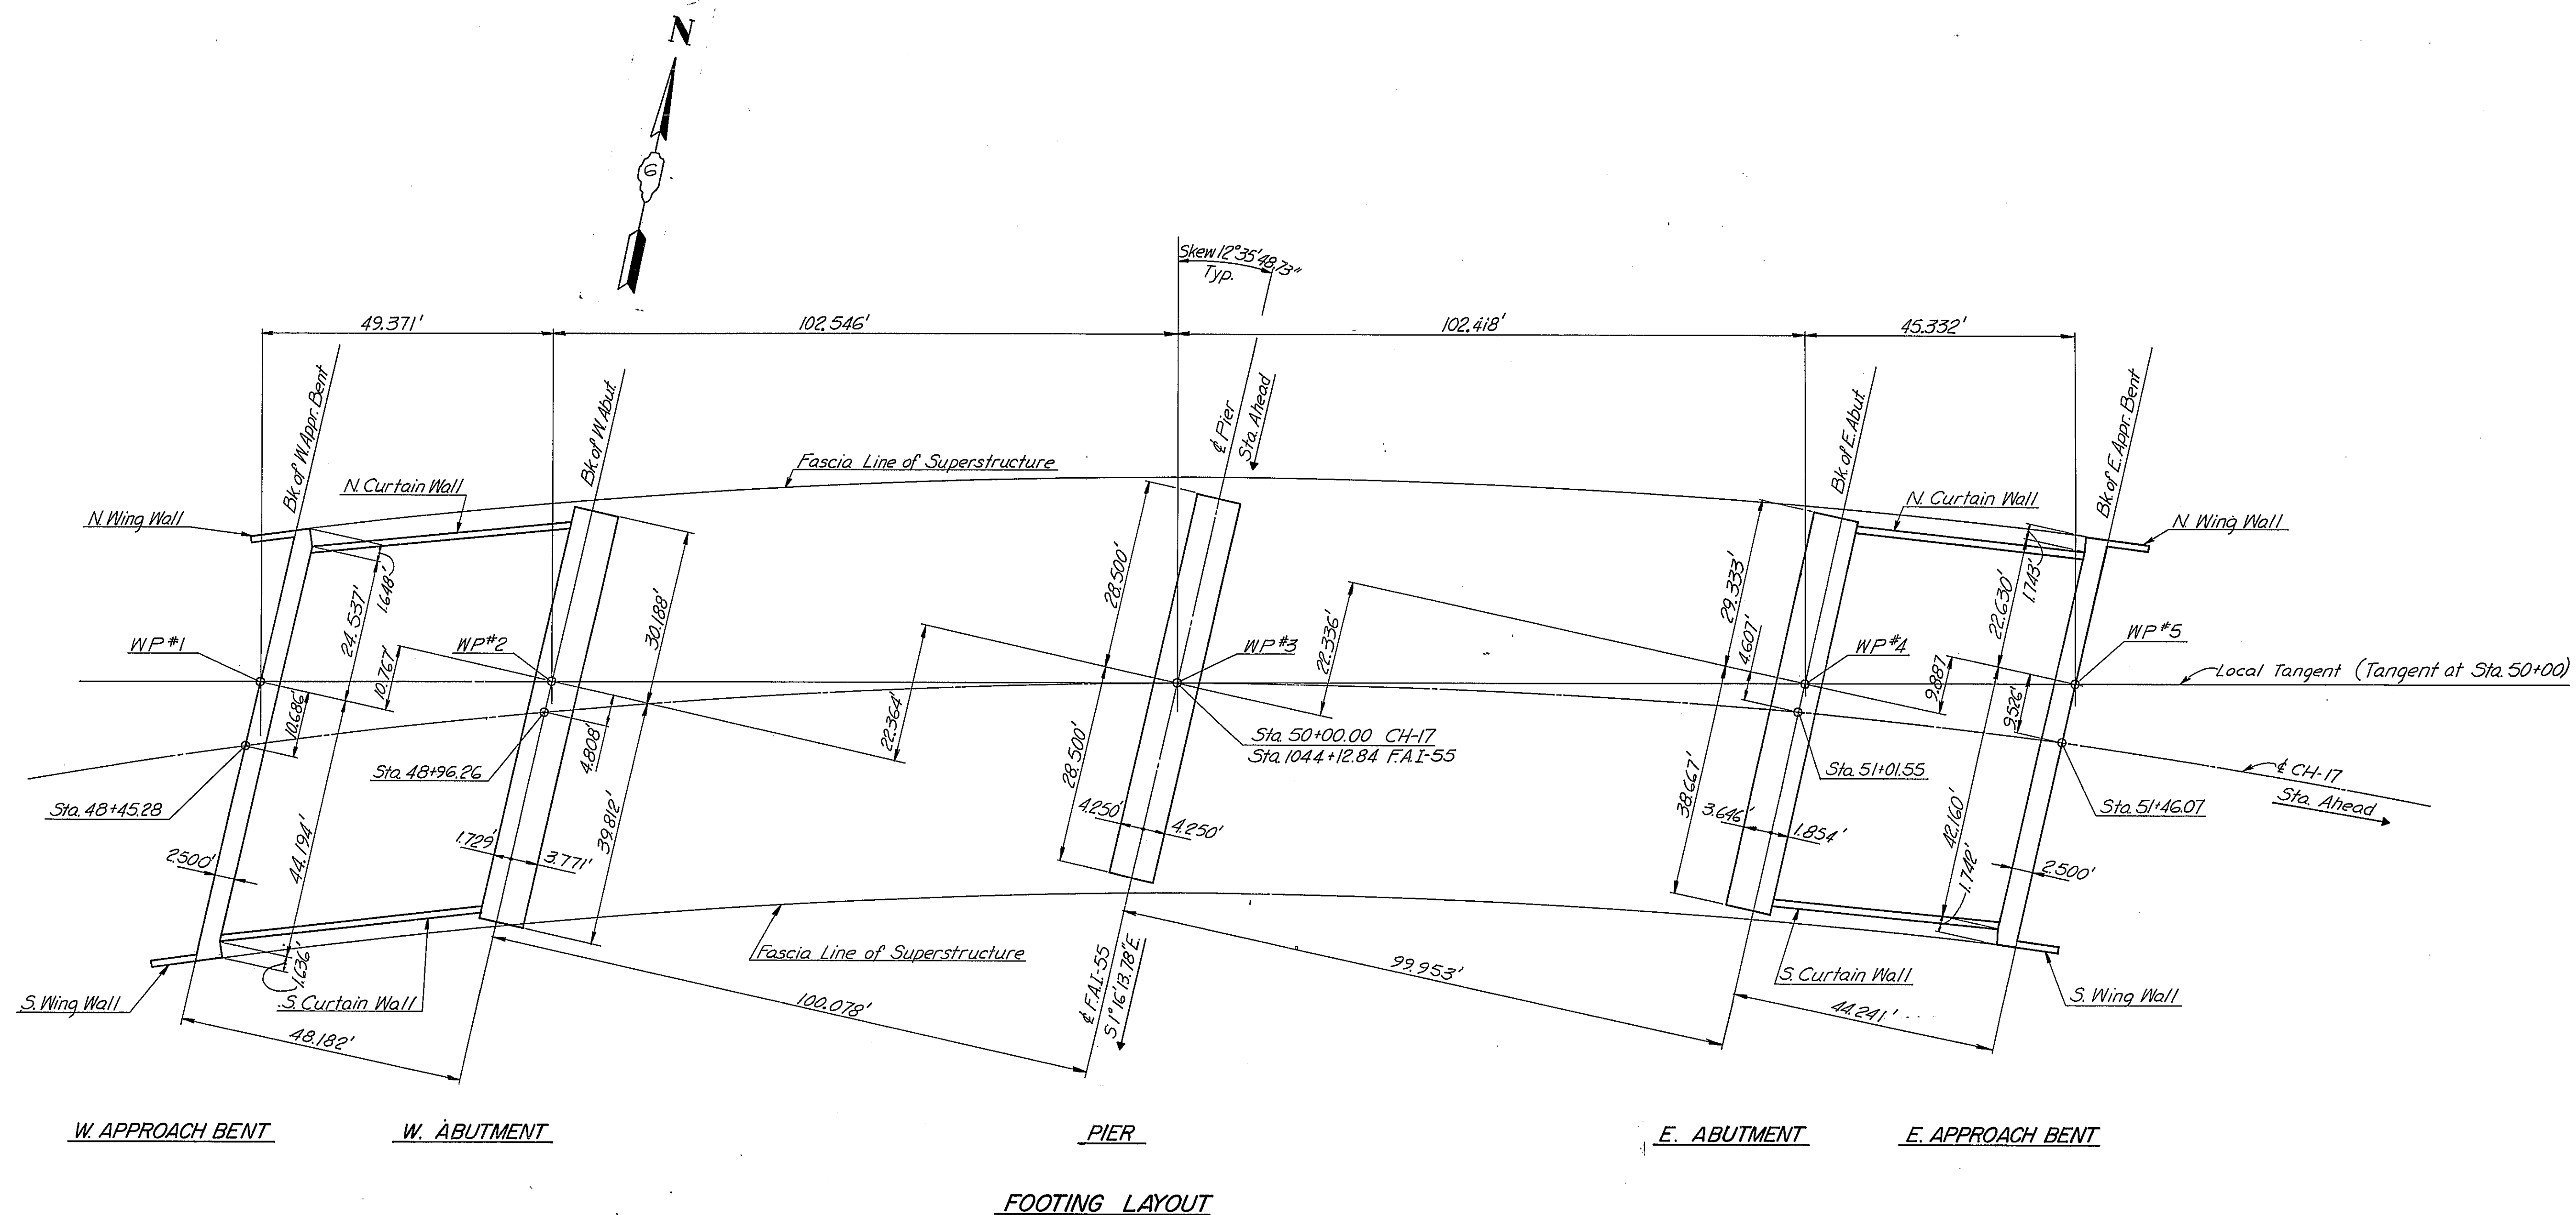 N
6
Skew 12°35'48.73"
Typ.
49.371'
102.546'
102.418'
45.332'
Bk. of W. Appr. Bent
Bk. of W. Abut.
℄ Pier
Sta. Ahead
Bk. of E. Abut.
Bk. of E. Appr. Bent
Fascia Line of Superstructure
N. Curtain Wall
N. Wing Wall
N. Curtain Wall
N. Wing Wall
1.648'
24.537'
10.767'
30.188'
28.500'
22.336'
29.333'
4.607'
22.630'
1.743'
9.887
9.526'
WP #1
WP #2
WP #3
WP #4
WP #5
Local Tangent (Tangent at Sta. 50+00)
10.686'
4.808'
22.364'
28.500'
Sta. 50+00.00 CH-17
Sta. 1044+12.84 F.A.I-55
Sta. 48+96.26
Sta. 48+45.28
Sta. 51+01.55
Sta. 51+46.07
℄ CH-17
Sta. Ahead
44.194'
39.812'
38.667'
42.160'
2.500'
1.729'
3.771'
4.250'
4.250'
3.646'
1.854'
1.742'
2.500'
1.636'
S. Wing Wall
S. Curtain Wall
Fascia Line of Superstructure
S. Curtain Wall
S. Wing Wall
℄ F.A.I-55
S 1°16'13.78" E
48.182'
100.078'
99.953'
44.241'
W. APPROACH BENT
W. ABUTMENT
PIER
E. ABUTMENT
E. APPROACH BENT
FOOTING LAYOUT